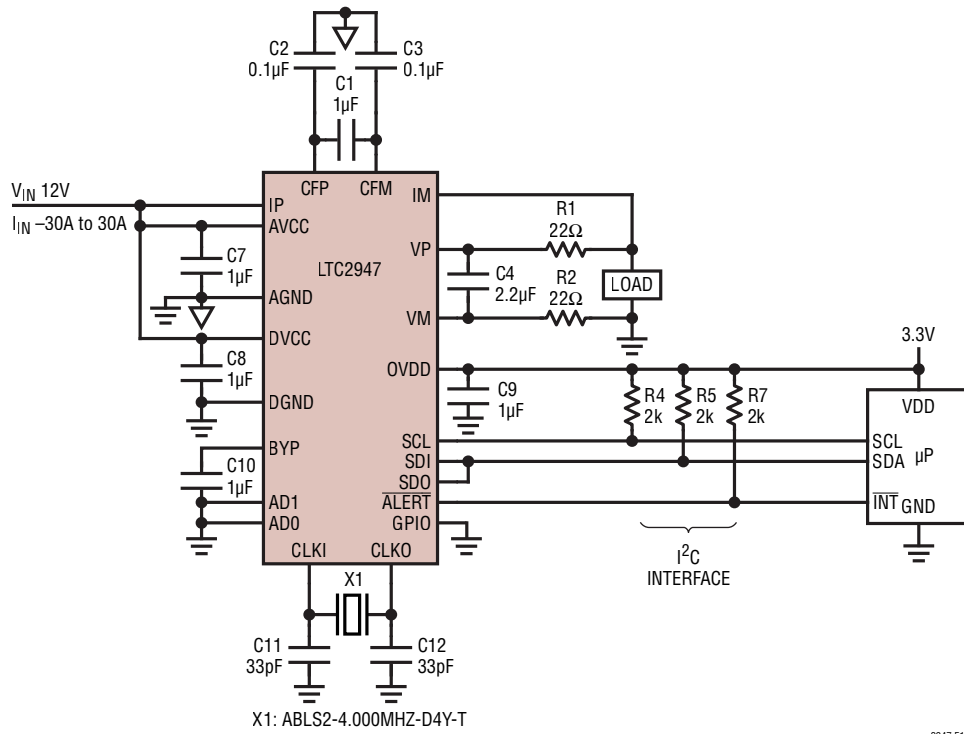 C2
0.1µF
C3
0.1µF
C1
1µF
CFP
CFM
VIN 12V
IIN –30A to 30A
IP
AVCC
C7
1µF
AGND
DVCC
C8
1µF
DGND
BYP
C10
1µF
AD1
AD0
LTC2947
IM
VP
VM
OVDD
SCL
SDI
SDO
ALERT
GPIO
CLKI
CLKO
R1
22Ω
C4
2.2µF
R2
22Ω
LOAD
C9
1µF
R4
2k
R5
2k
R7
2k
3.3V
VDD
SCL
SDA
µP
INT
GND
I2C
INTERFACE
X1
C11
33pF
C12
33pF
X1: ABLS2-4.000MHZ-D4Y-T